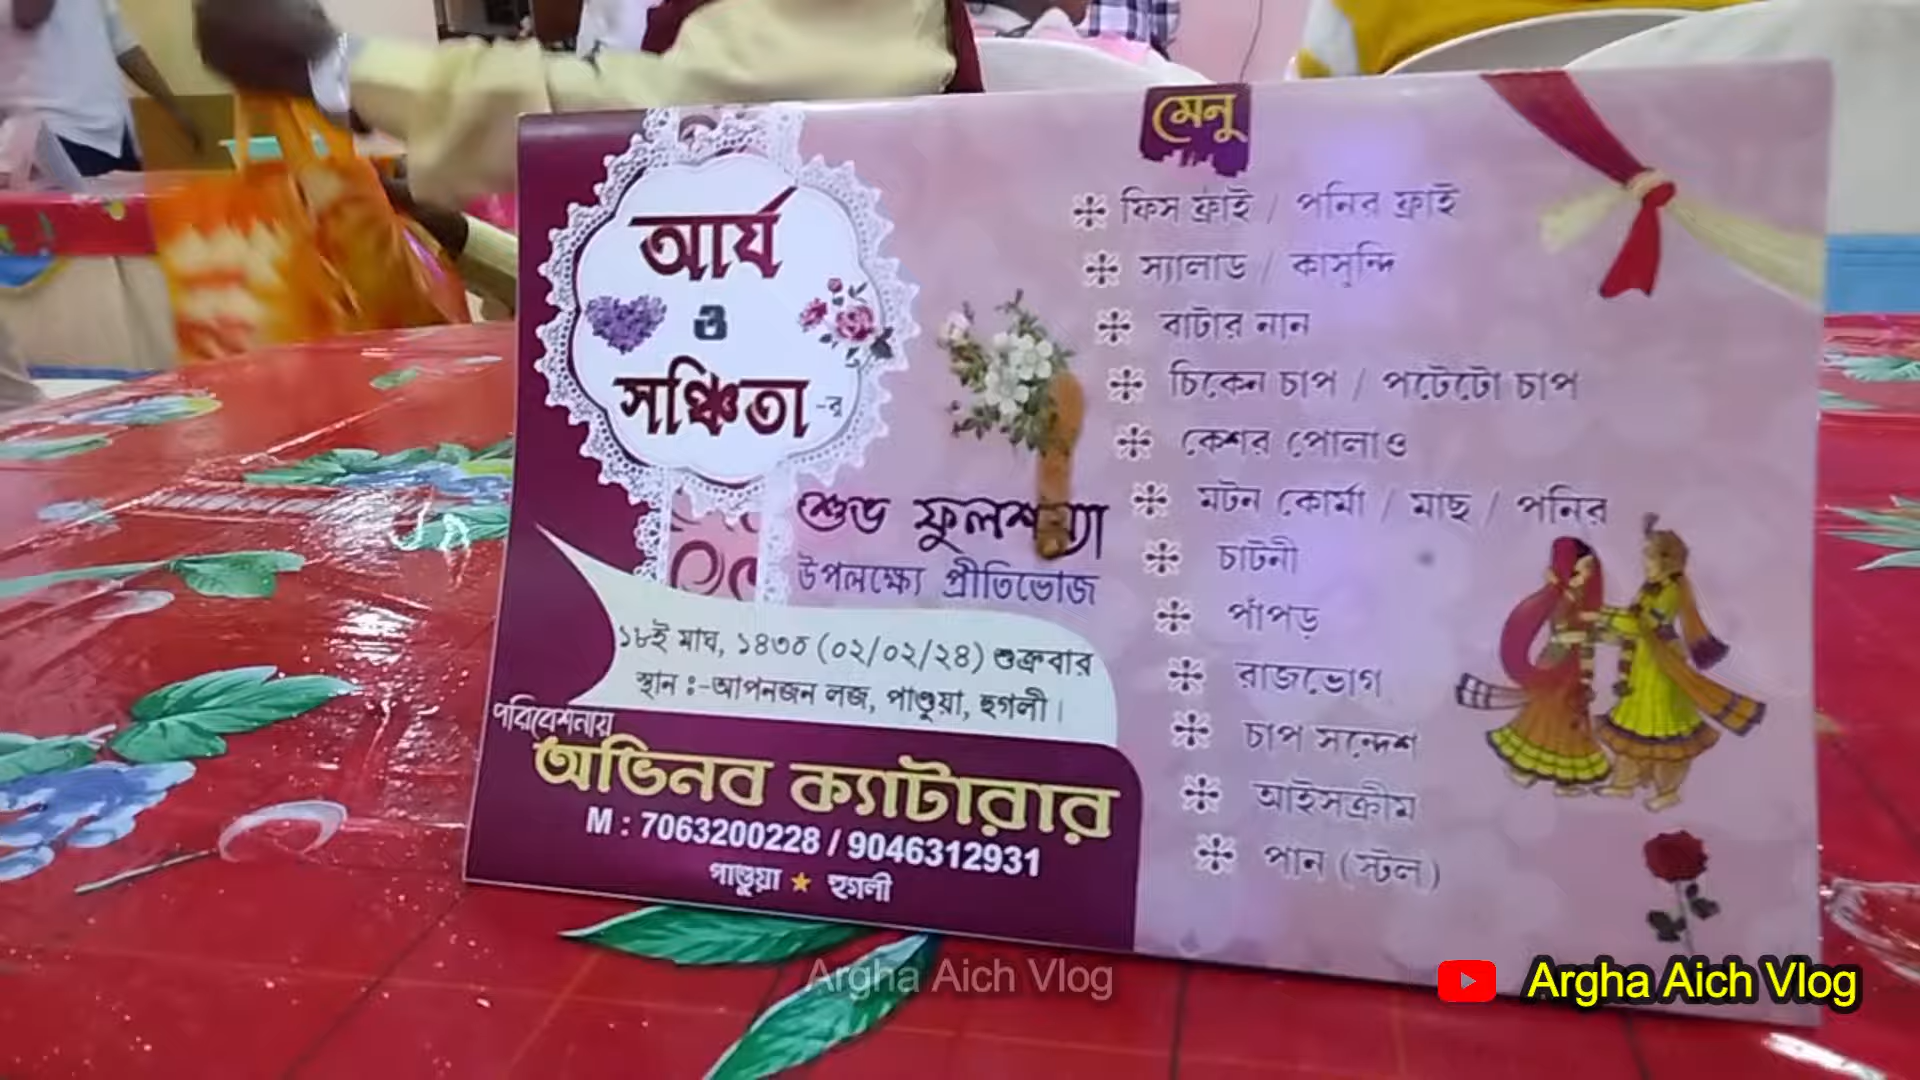 আর্য
ও
সঞ্চিতা -র
শুভ ফুলশয্যা
উপলক্ষ্যে প্রীতিভোজ
১৮ই মাঘ, ১৪৩০ (০২/০২/২৪) শুক্রবার
স্থান ঃ-আপনজন লজ, পাণ্ডুয়া, হুগলী।
পরিবেশনায়
অভিনব ক্যাটারার
M : 7063200228 / 9046312931
পাণ্ডুয়া ★ হুগলী
মেনু
ফিস ফ্রাই / পনির ফ্রাই
স্যালাড / কাসুন্দি
বাটার নান
চিকেন চাপ / পটেটো চাপ
কেশর পোলাও
মটন কোর্মা / মাছ / পনির
চাটনী
পাঁপড়
রাজভোগ
চাপ সন্দেশ
আইসক্রীম
পান (স্টল)
Argha Aich Vlog
Argha Aich Vlog